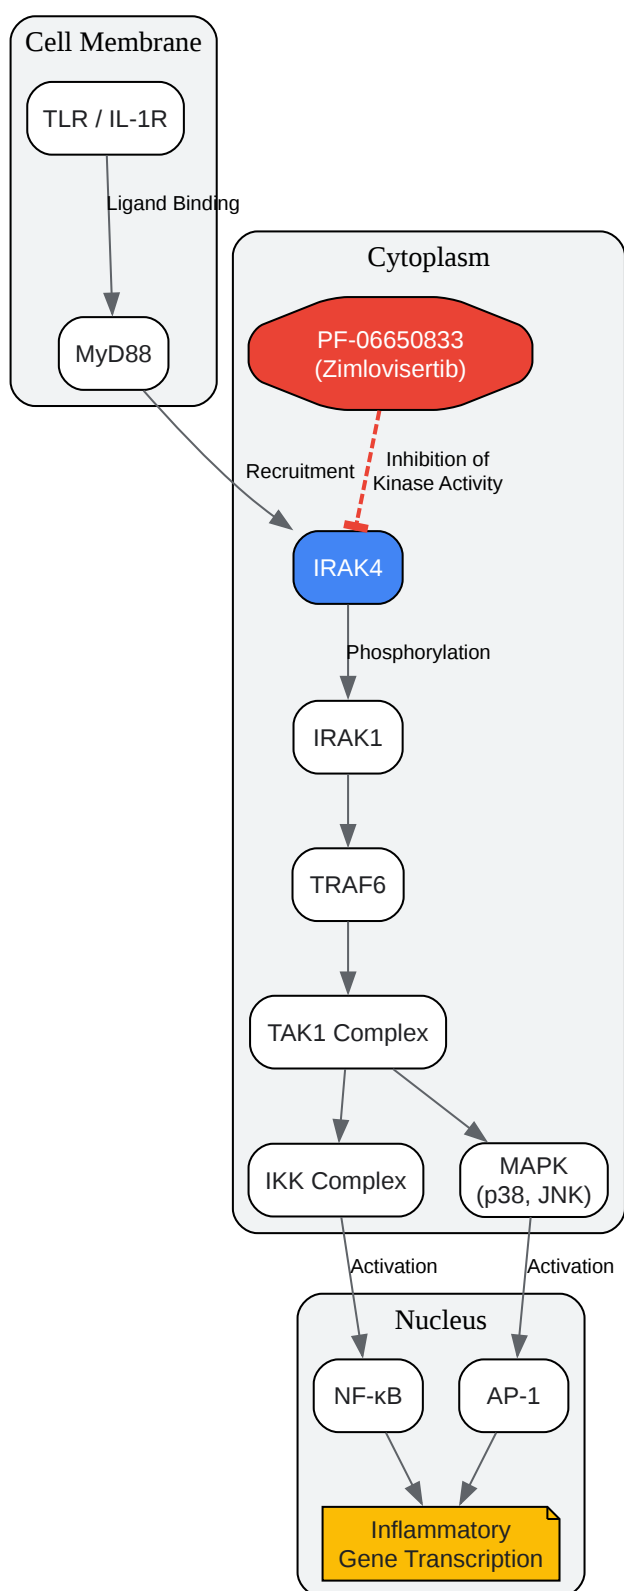 Cell Membrane
TLR / IL-1R
Ligand Binding
MyD88
Cytoplasm
PF-06650833
(Zimlovisertib)
Recruitment
Inhibition of
Kinase Activity
IRAK4
Phosphorylation
IRAK1
TRAF6
TAK1 Complex
IKK Complex
MAPK
(p38, JNK)
Activation
Activation
Nucleus
NF-κB
AP-1
Inflammatory
Gene Transcription